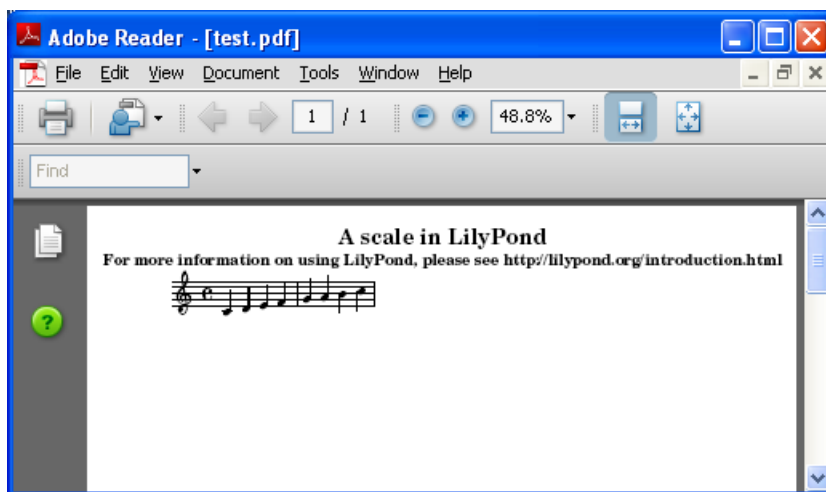 Adobe Reader - [test.pdf]
File Edit View Document Tools Window Help
1 / 1 48.8%
Find
A scale in LilyPond
For more information on using LilyPond, please see http://lilypond.org/introduction.html